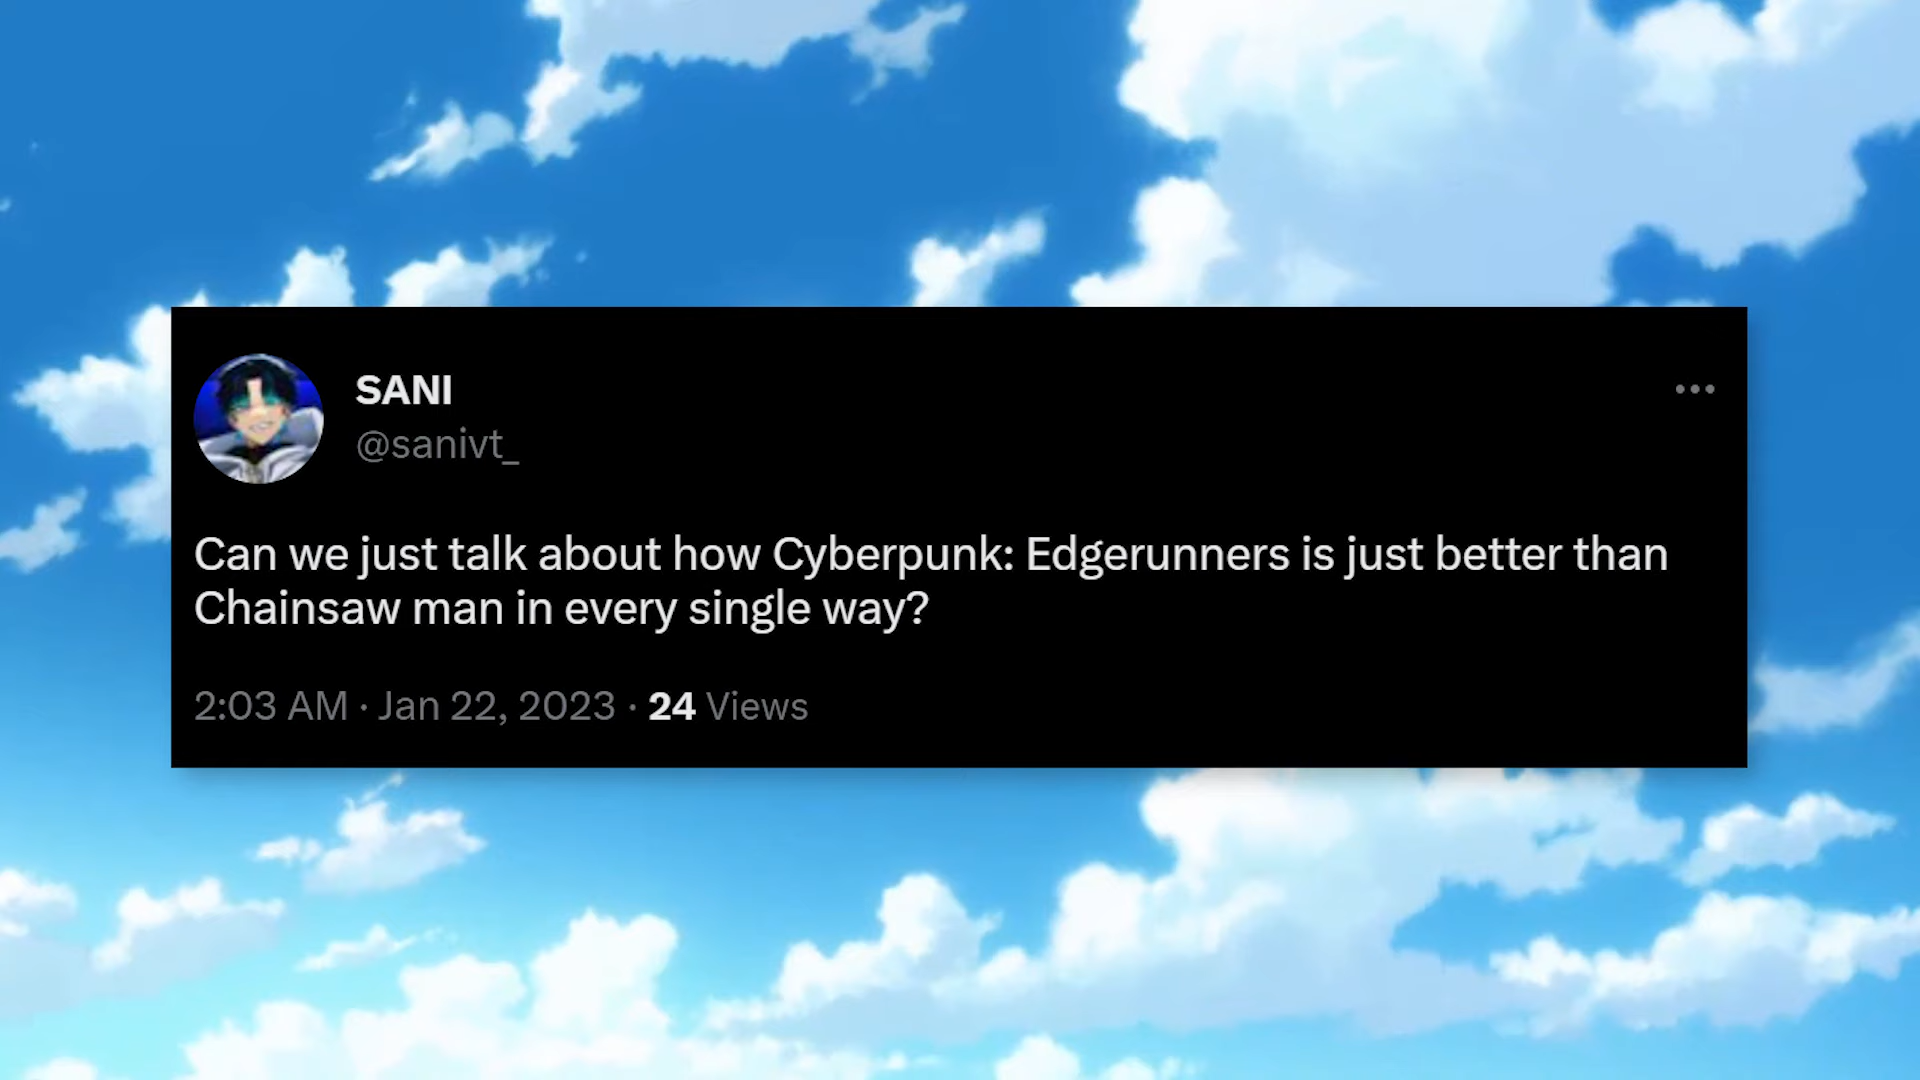 SANI
@sanivt_
Can we just talk about how Cyberpunk: Edgerunners is just better than
Chainsaw man in every single way?
2:03 AM · Jan 22, 2023 · 24 Views